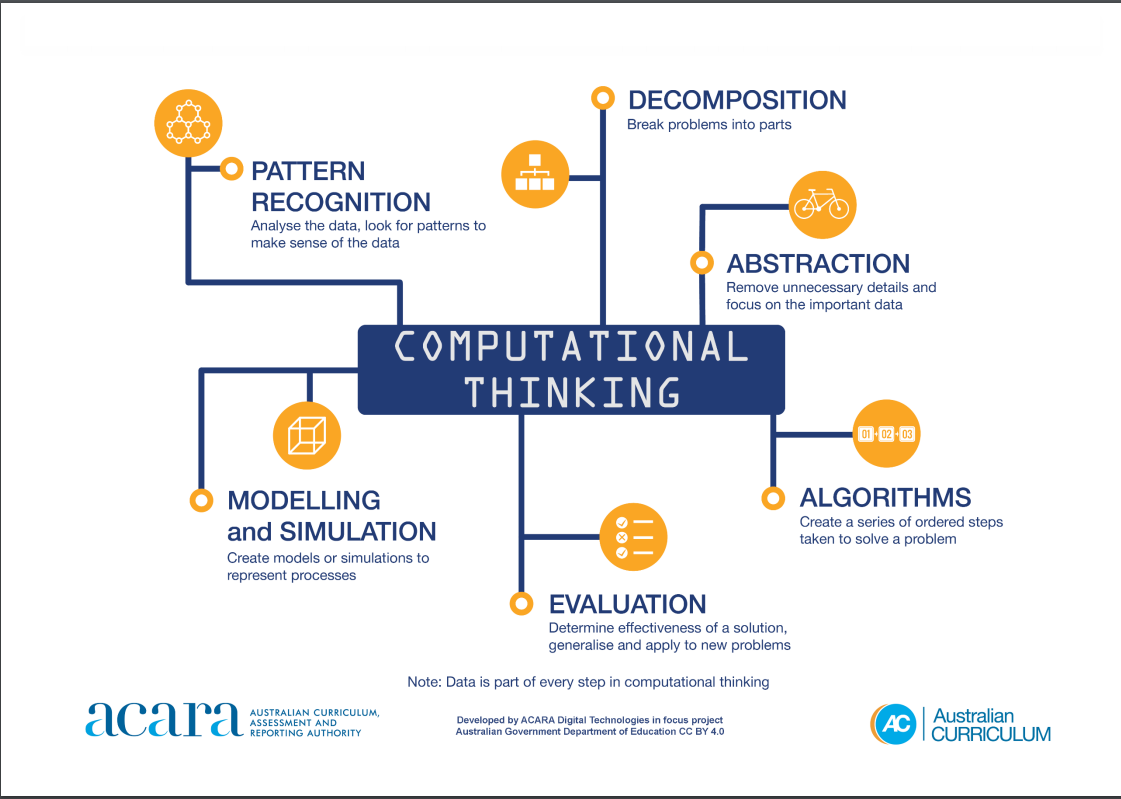 DECOMPOSITION
Break problems into parts
PATTERN
RECOGNITION
Analyse the data, look for patterns to
make sense of the data
ABSTRACTION
Remove unnecessary details and
focus on the important data
COMPUTATIONAL
THINKING
01 02 03
ALGORITHMS
Create a series of ordered steps
taken to solve a problem
MODELLING
and SIMULATION
Create models or simulations to
represent processes
EVALUATION
Determine effectiveness of a solution,
generalise and apply to new problems
Note: Data is part of every step in computational thinking
acara
AUSTRALIAN CURRICULUM,
ASSESSMENT AND
REPORTING AUTHORITY
Developed by ACARA Digital Technologies in focus project
Australian Government Department of Education CC BY 4.0
AC
Australian
CURRICULUM